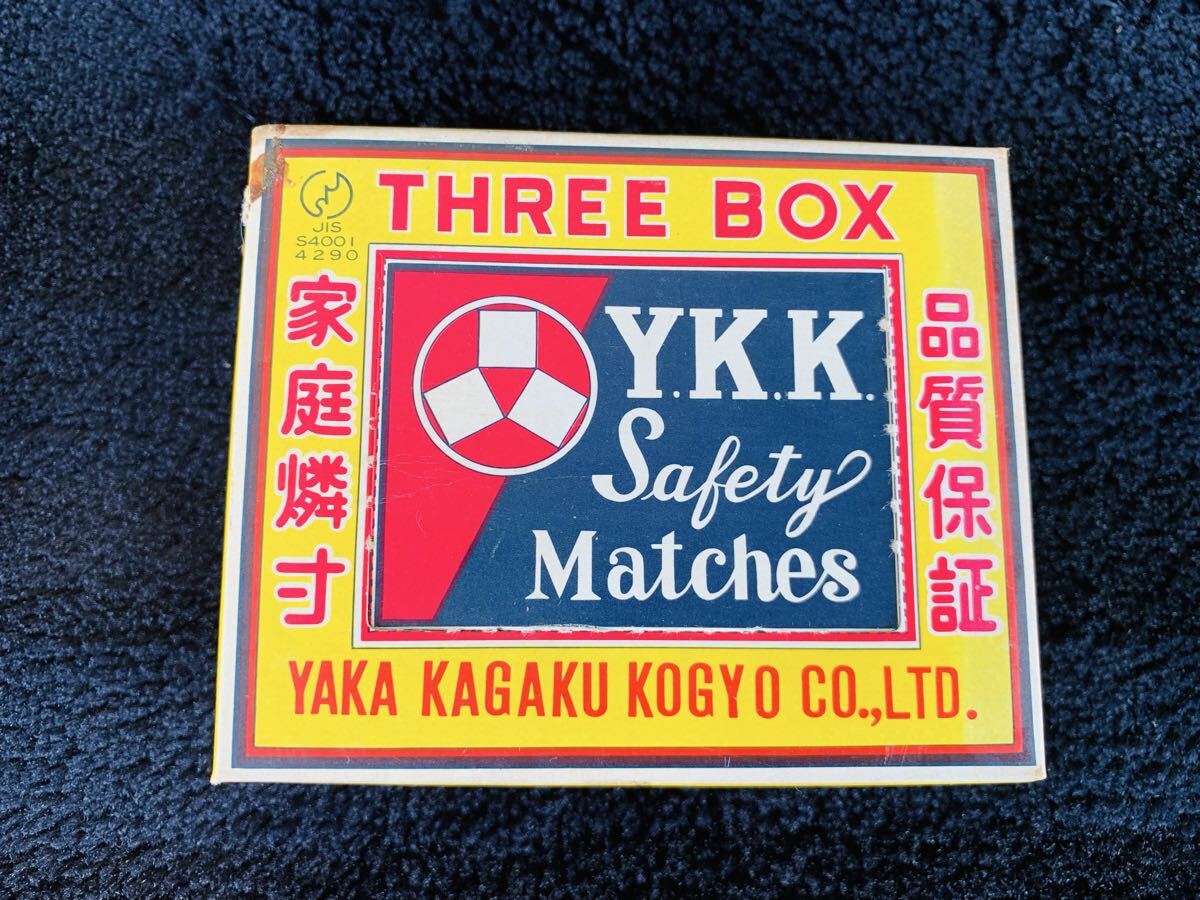 THREE BOX
JIS
S4001
4290
家庭燐寸
Y.K.K.
Safety
Matches
品質保証
YAKA KAGAKU KOGYO CO.,LTD.